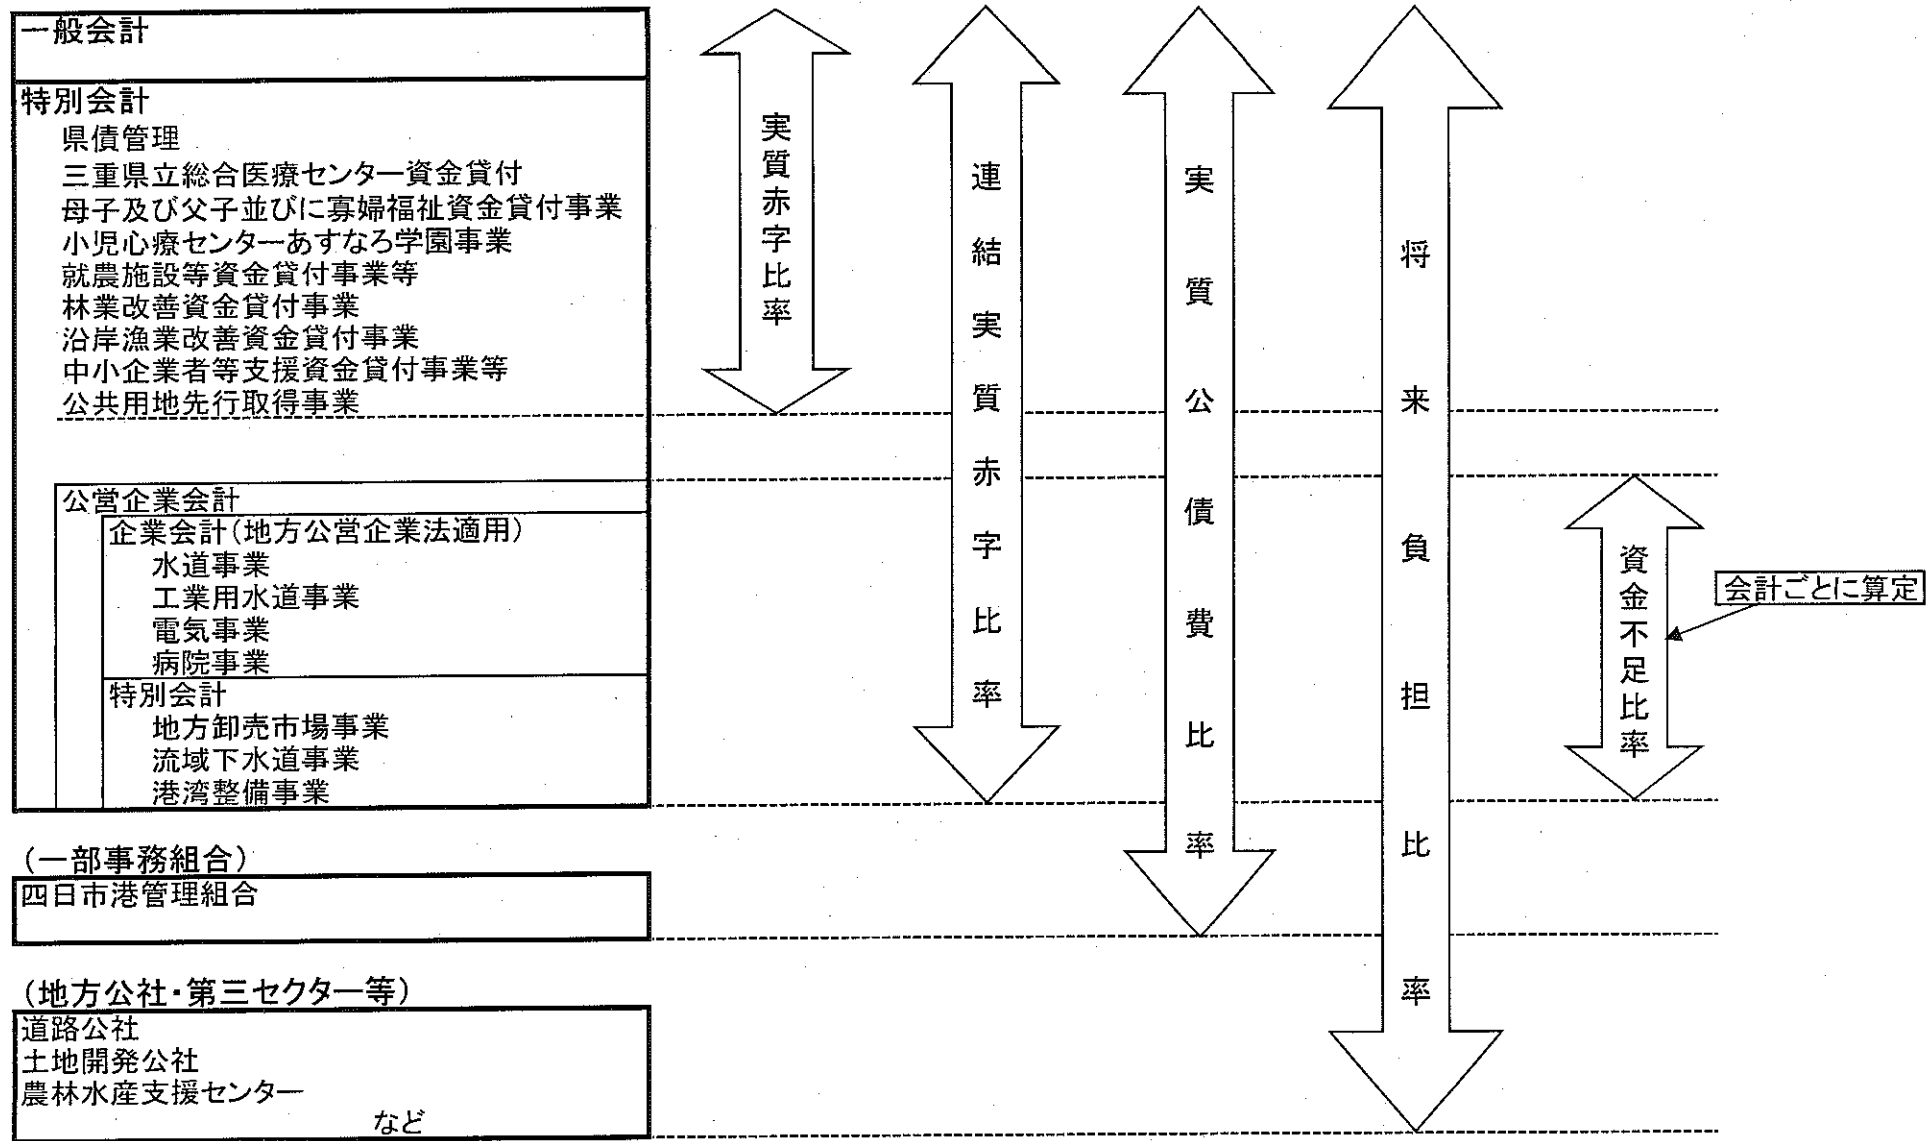 一般会計
特別会計
県債管理
三重県立総合医療センター資金貸付
母子及び父子並びに寡婦福祉資金貸付事業
小児心療センターあすなろ学園事業
就農施設等資金貸付事業等
林業改善資金貸付事業
沿岸漁業改善資金貸付事業
中小企業者等支援資金貸付事業等
公共用地先行取得事業
公営企業会計
企業会計(地方公営企業法適用)
水道事業
工業用水道事業
電気事業
病院事業
特別会計
地方卸売市場事業
流域下水道事業
港湾整備事業
(一部事務組合)
四日市港管理組合
(地方公社・第三セクター等)
道路公社
土地開発公社
農林水産支援センター
など
実質赤字比率
連結実質赤字比率
実質公債費比率
将来負担比率
資金不足比率
会計ごとに算定